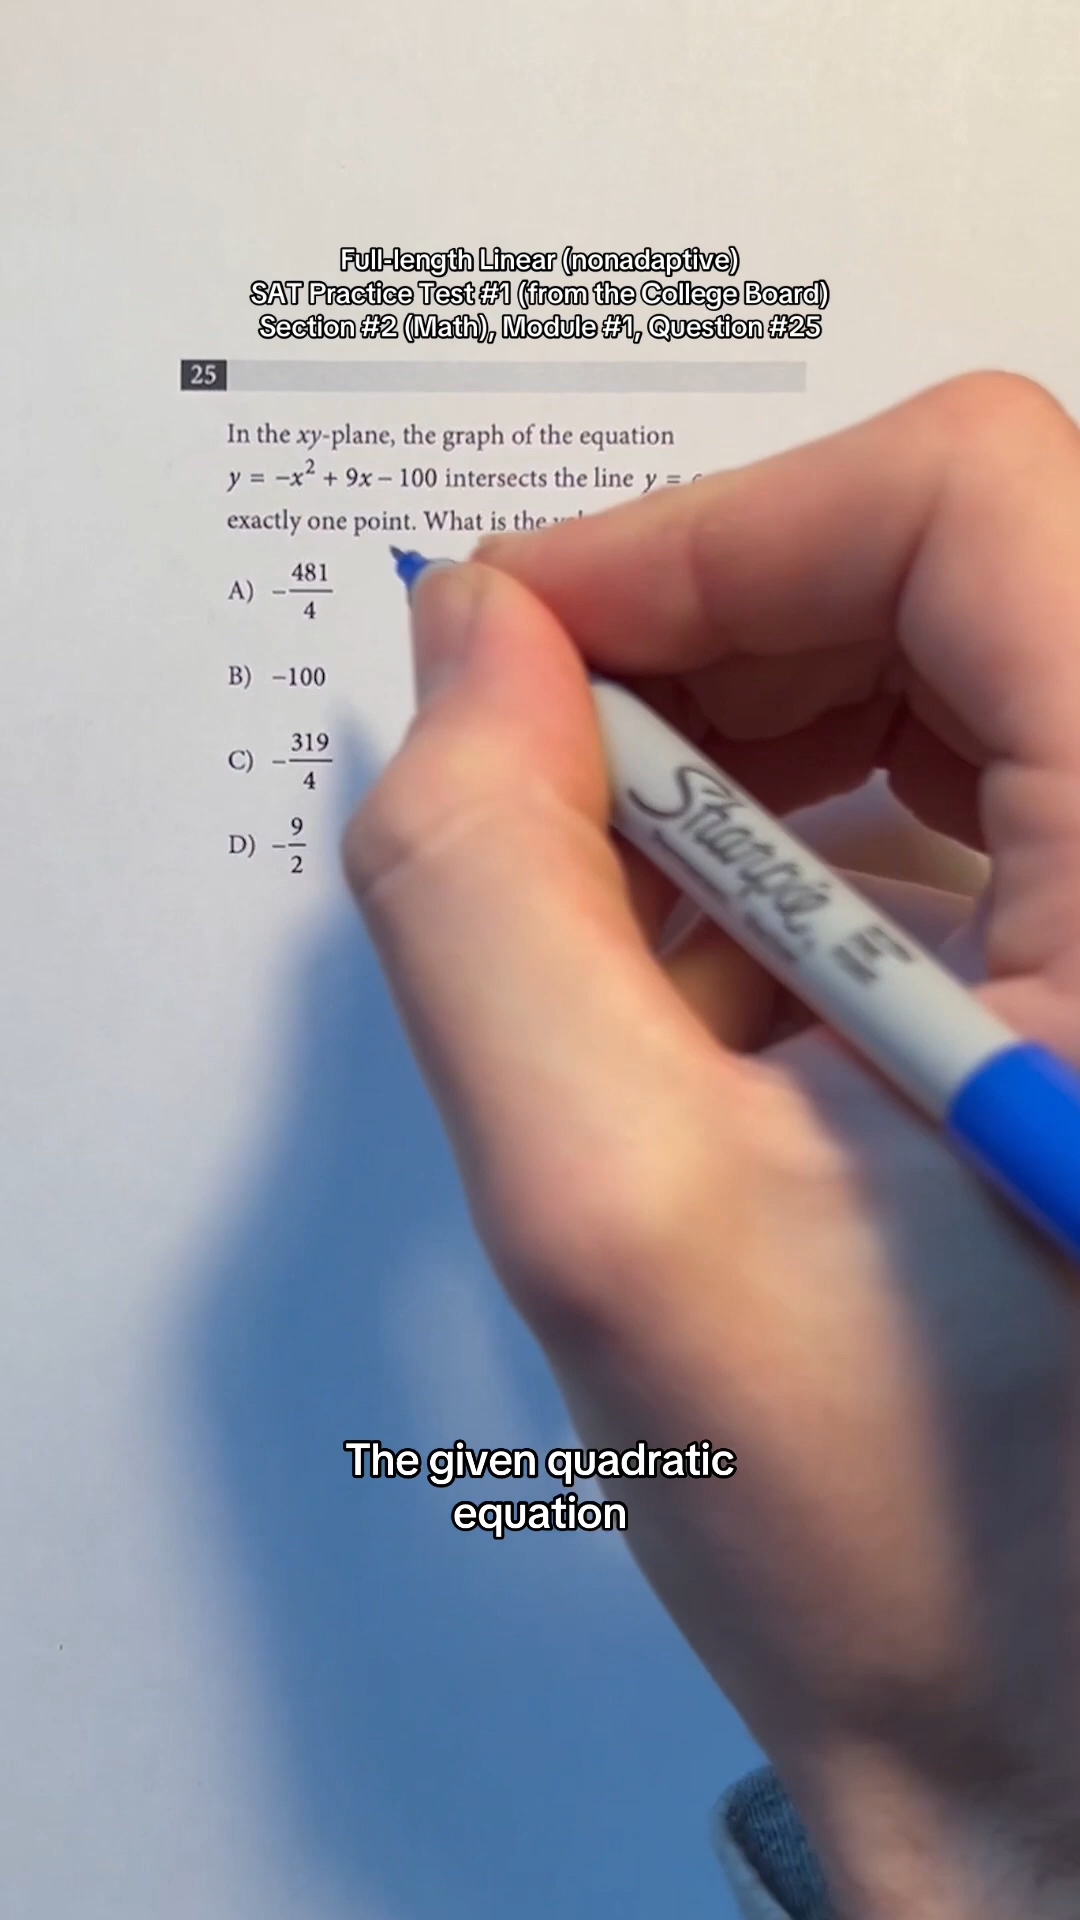 Full-length Linear (nonadaptive)
SAT Practice Test #1 (from the College Board)
Section #2 (Math), Module #1, Question #25
25
In the xy-plane, the graph of the equation
y = −x² + 9x − 100 intersects the line y =
exactly one point. What is the
A) −481/4
B) −100
C) −319/4
D) −9/2
Sharpie
The given quadratic
equation